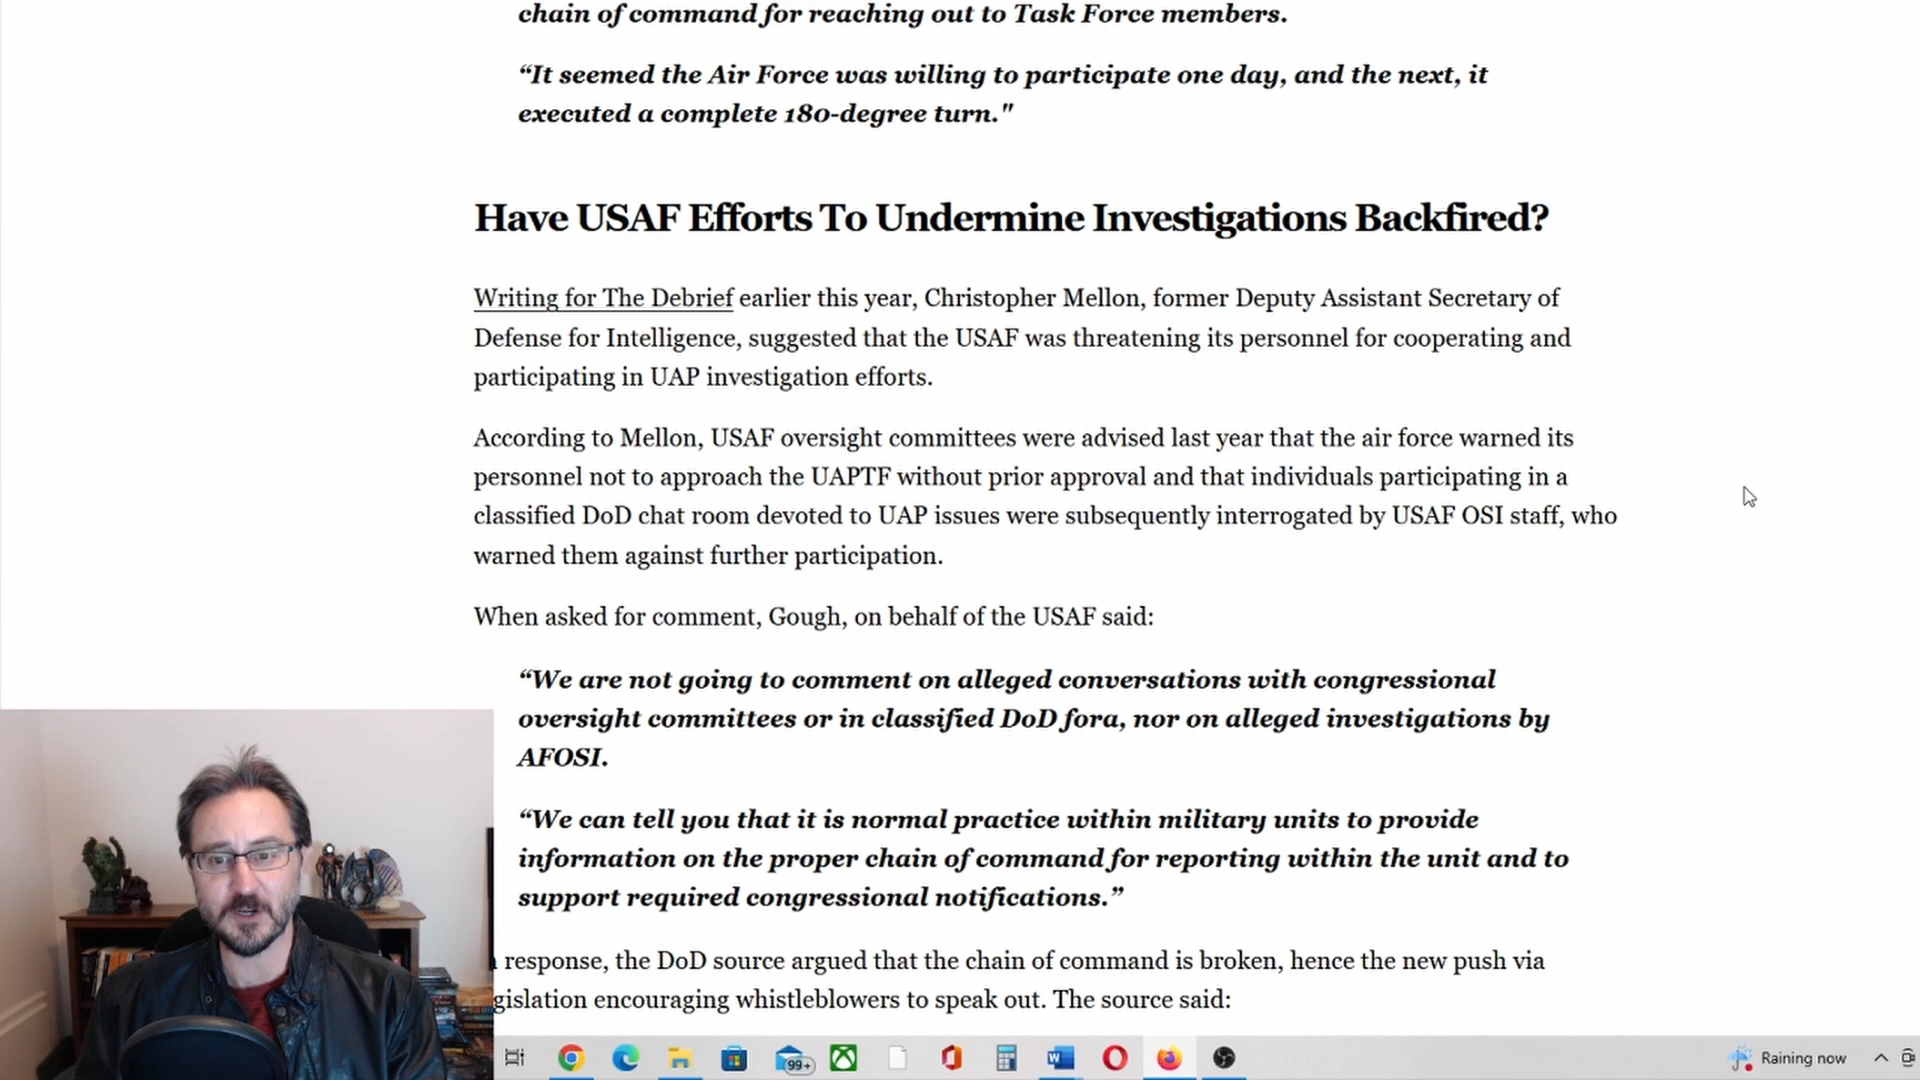 chain of command for reaching out to Task Force members.
“It seemed the Air Force was willing to participate one day, and the next, it
executed a complete 180-degree turn."
Have USAF Efforts To Undermine Investigations Backfired?
Writing for The Debrief earlier this year, Christopher Mellon, former Deputy Assistant Secretary of
Defense for Intelligence, suggested that the USAF was threatening its personnel for cooperating and
participating in UAP investigation efforts.
According to Mellon, USAF oversight committees were advised last year that the air force warned its
personnel not to approach the UAPTF without prior approval and that individuals participating in a
classified DoD chat room devoted to UAP issues were subsequently interrogated by USAF OSI staff, who
warned them against further participation.
When asked for comment, Gough, on behalf of the USAF said:
“We are not going to comment on alleged conversations with congressional
oversight committees or in classified DoD fora, nor on alleged investigations by
AFOSI.
“We can tell you that it is normal practice within military units to provide
information on the proper chain of command for reporting within the unit and to
support required congressional notifications.”
response, the DoD source argued that the chain of command is broken, hence the new push via
gislation encouraging whistleblowers to speak out. The source said:
99+
Raining now